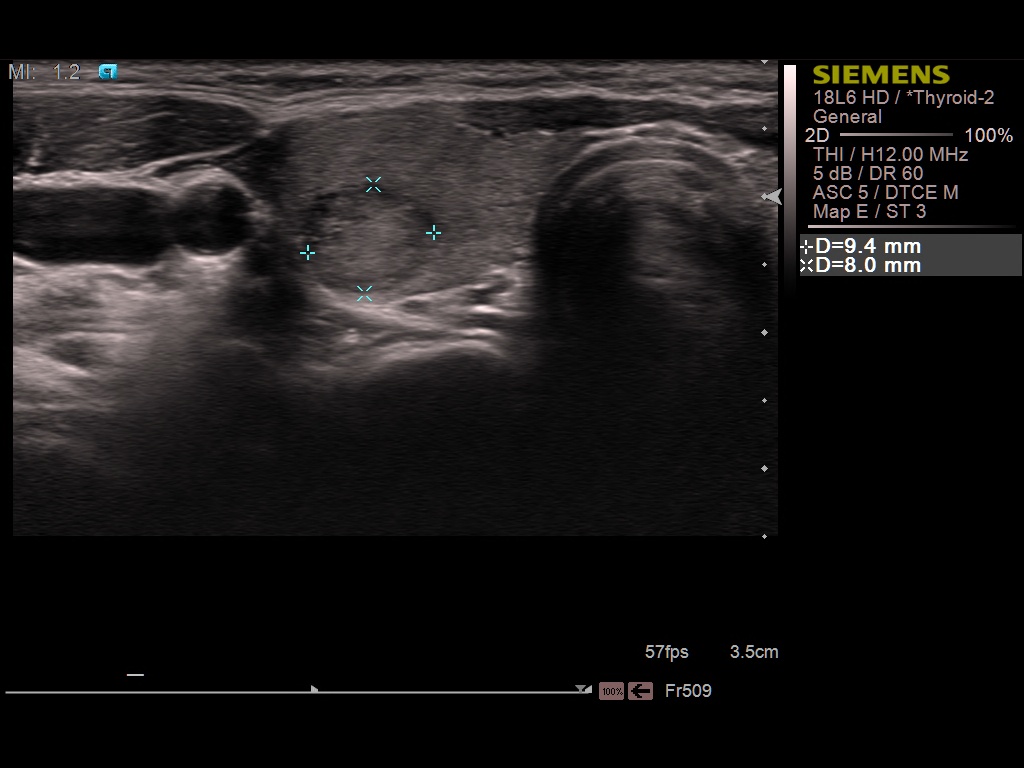 MI: 1.2
SIEMENS
18L6 HD / *Thyroid-2
General
2D 100%
THI / H12.00 MHz
5 dB / DR 60
ASC 5 / DTCE M
Map E / ST 3
D=9.4 mm
D=8.0 mm
57fps 3.5cm
100% Fr509